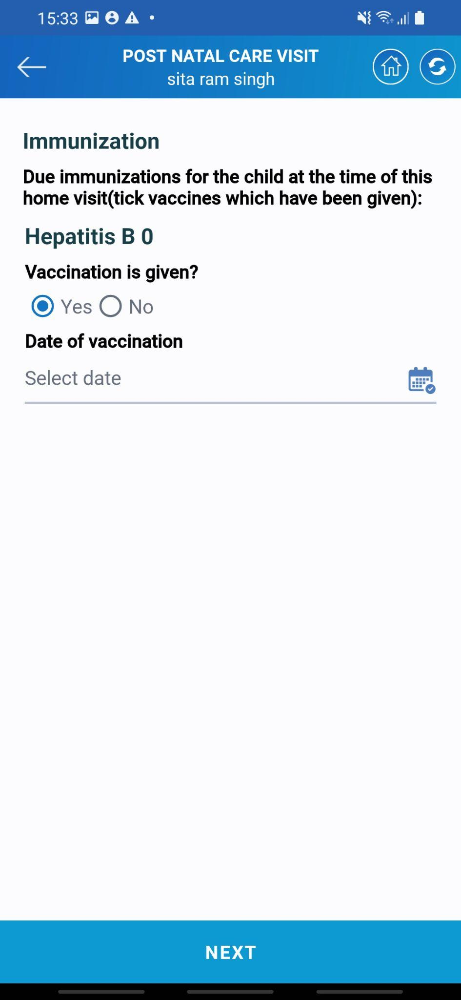 15:33
POST NATAL CARE VISIT
sita ram singh
Immunization
Due immunizations for the child at the time of this
home visit(tick vaccines which have been given):
Hepatitis B 0
Vaccination is given?
Yes No
Date of vaccination
Select date
NEXT